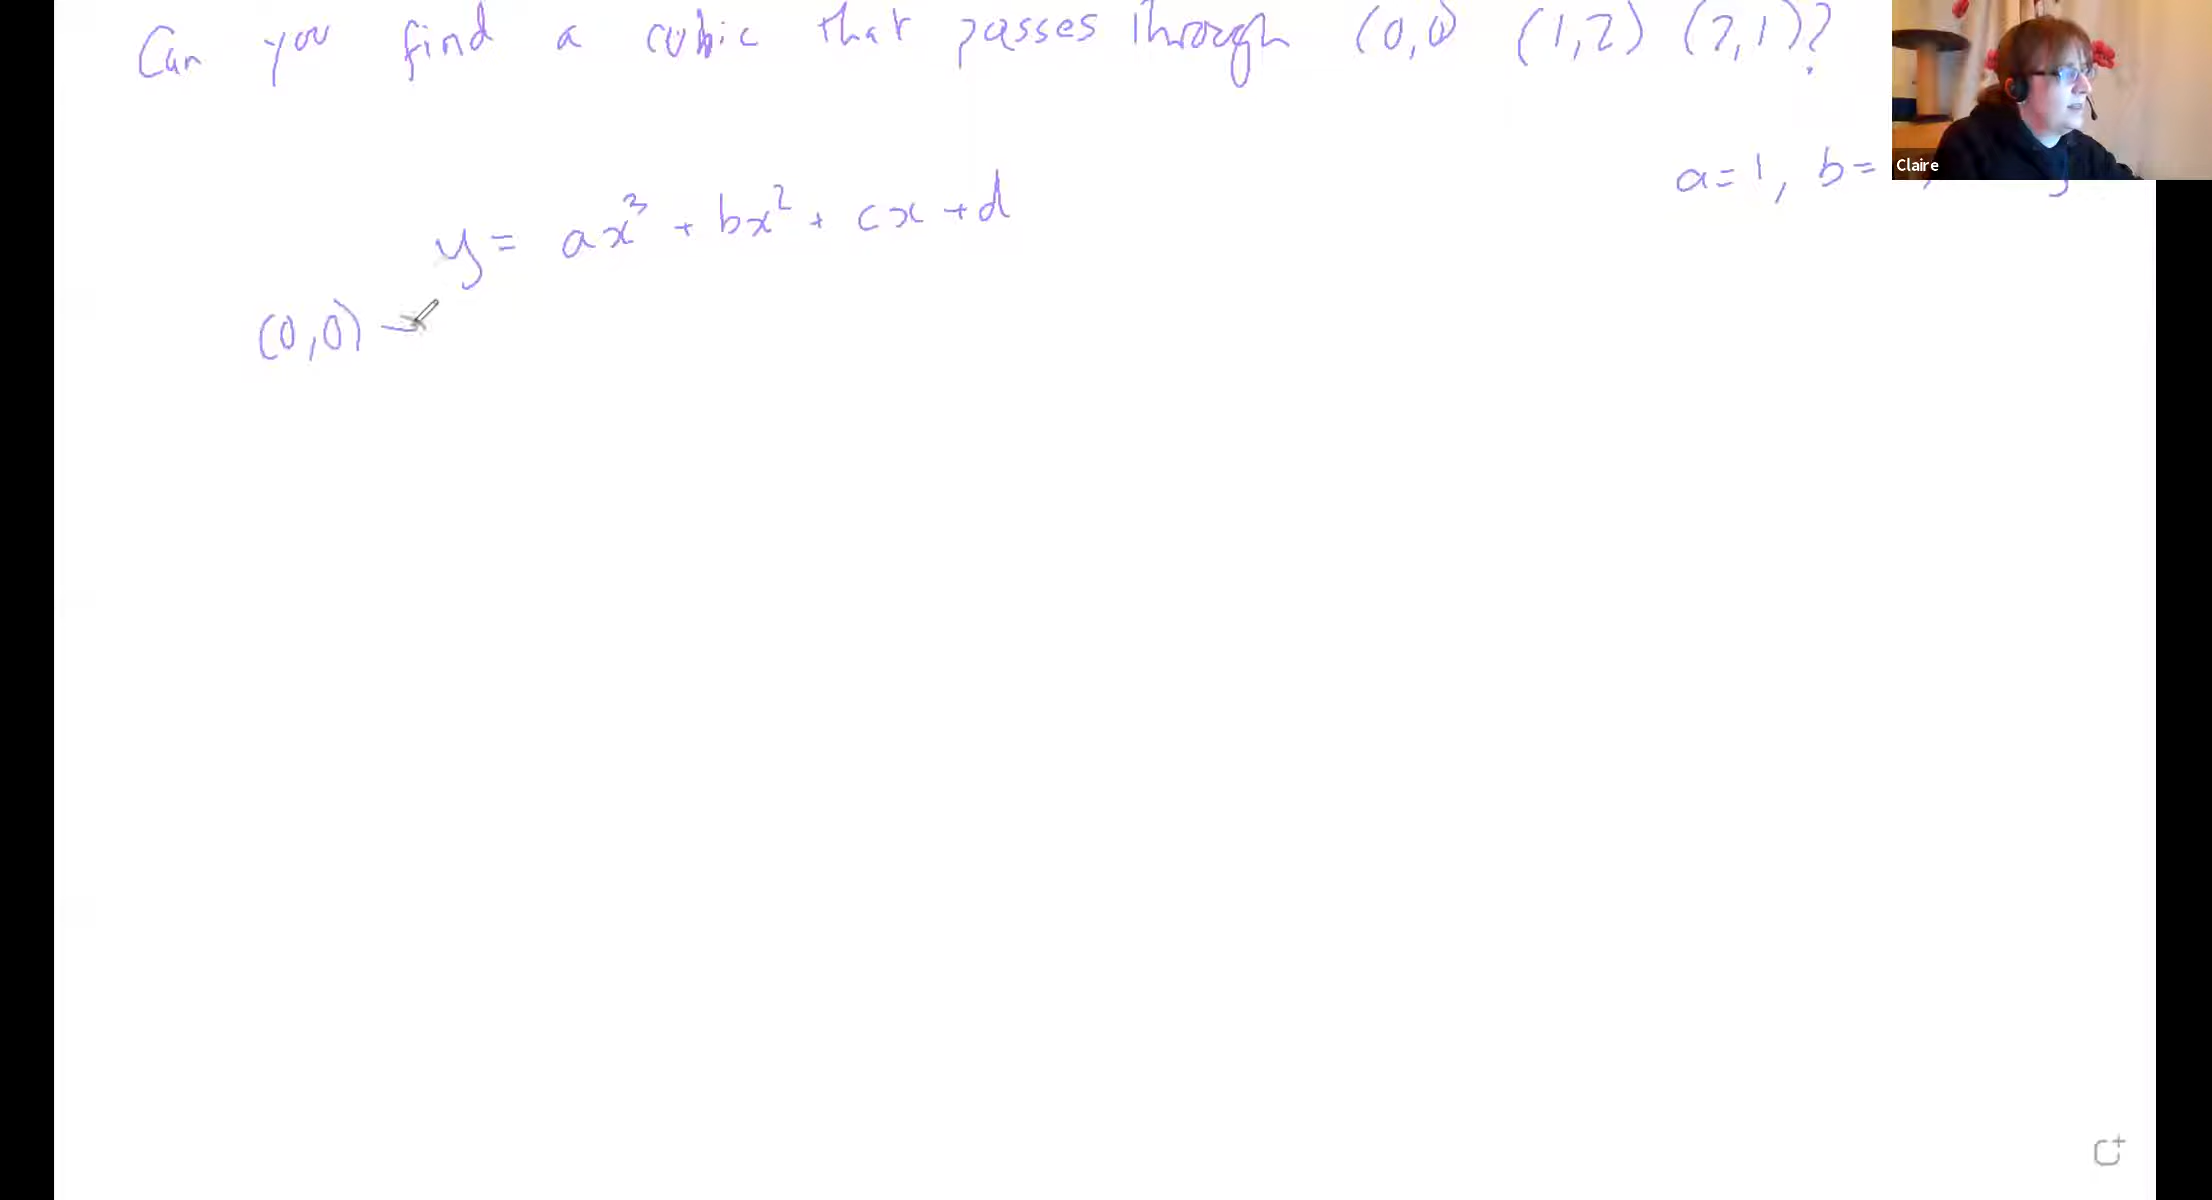 Can you find a cubic that passes through (0,0) (1,2) (2,1)?
Claire
a=1, b=
y = ax³ + bx² + cx + d
(0,0)